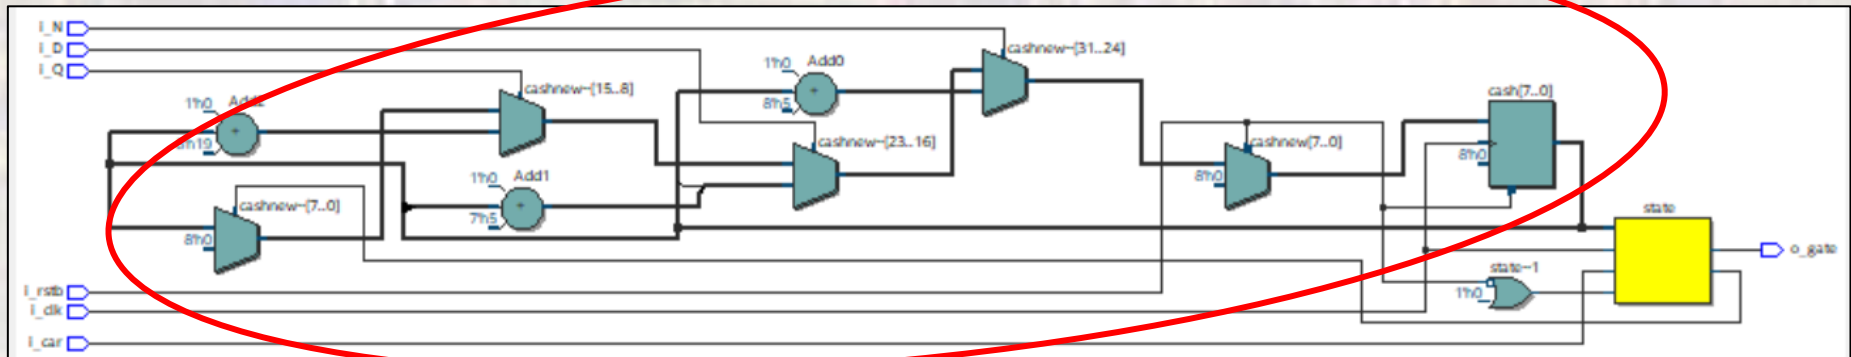 i_N
i_D
i_Q
1'h0
Add2
cashnew~[15..8]
1'h0
Add0
8'h5
cashnew~[31..24]
cash[7..0]
8'h0
cashnew~[23..16]
cashnew[7..0]
8'h0
1'h0
Add1
7'h5
cashnew~[7..0]
8'h0
state
o_gate
state~1
1'h0
i_rstb
i_clk
i_car